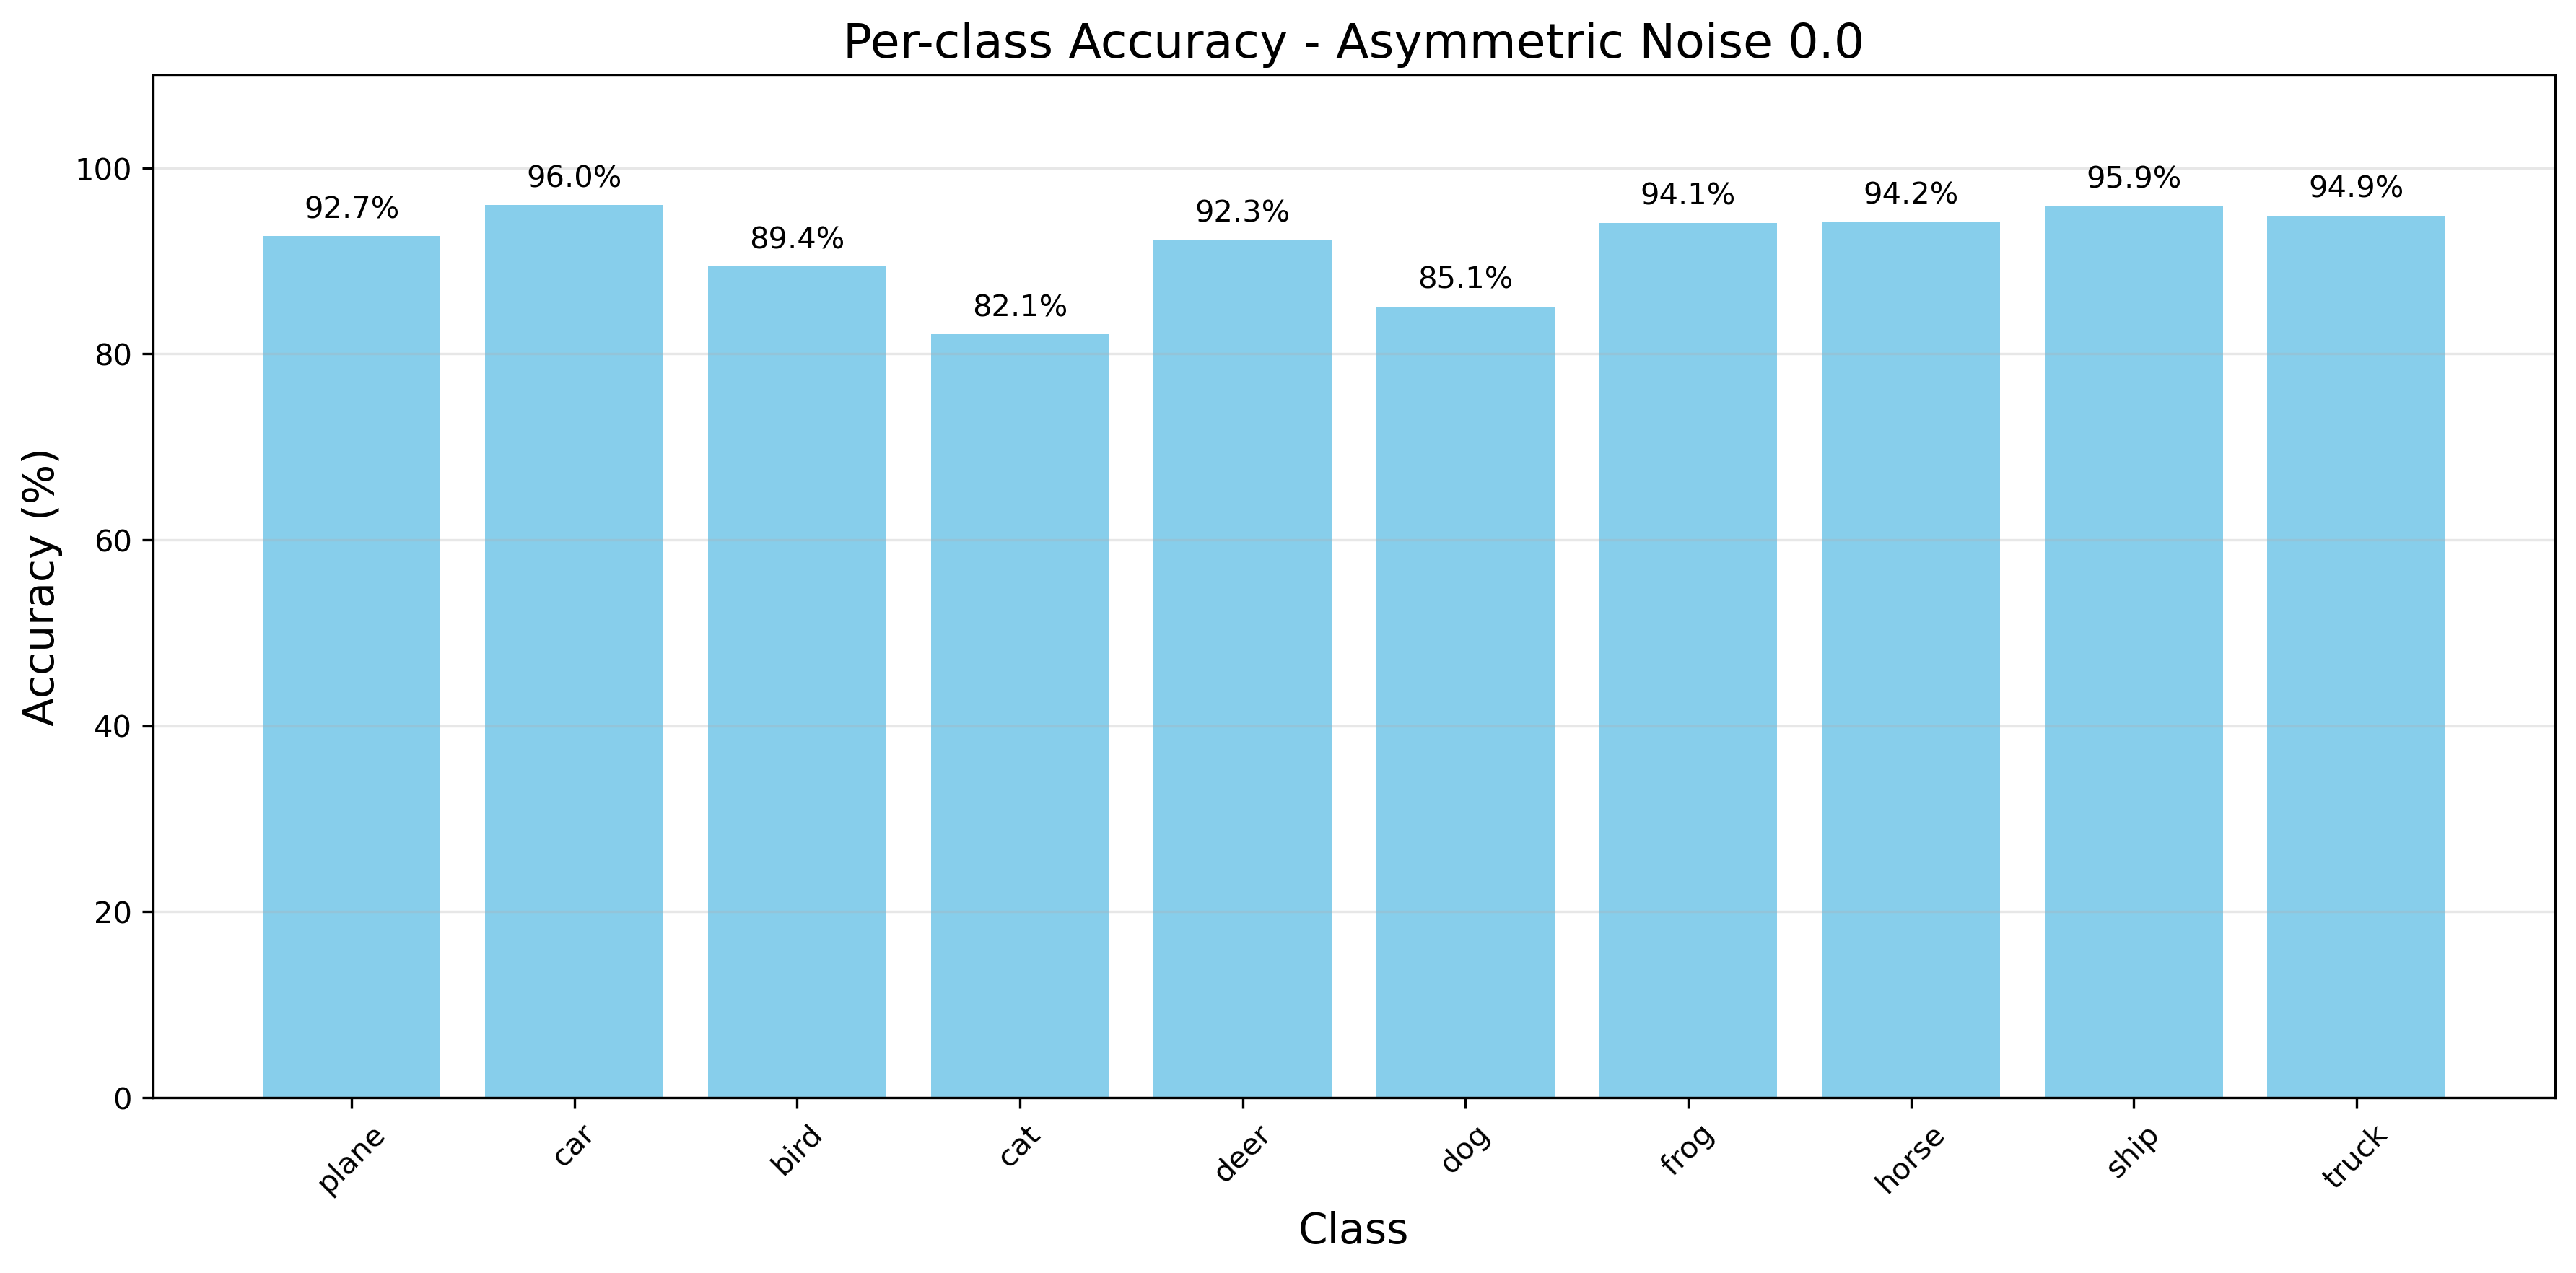 Per-class Accuracy - Asymmetric Noise 0.0
Accuracy (%)
100
80
60
40
20
0
92.7%
96.0%
89.4%
82.1%
92.3%
85.1%
94.1%
94.2%
95.9%
94.9%
plane
car
bird
cat
deer
dog
frog
horse
ship
truck
Class